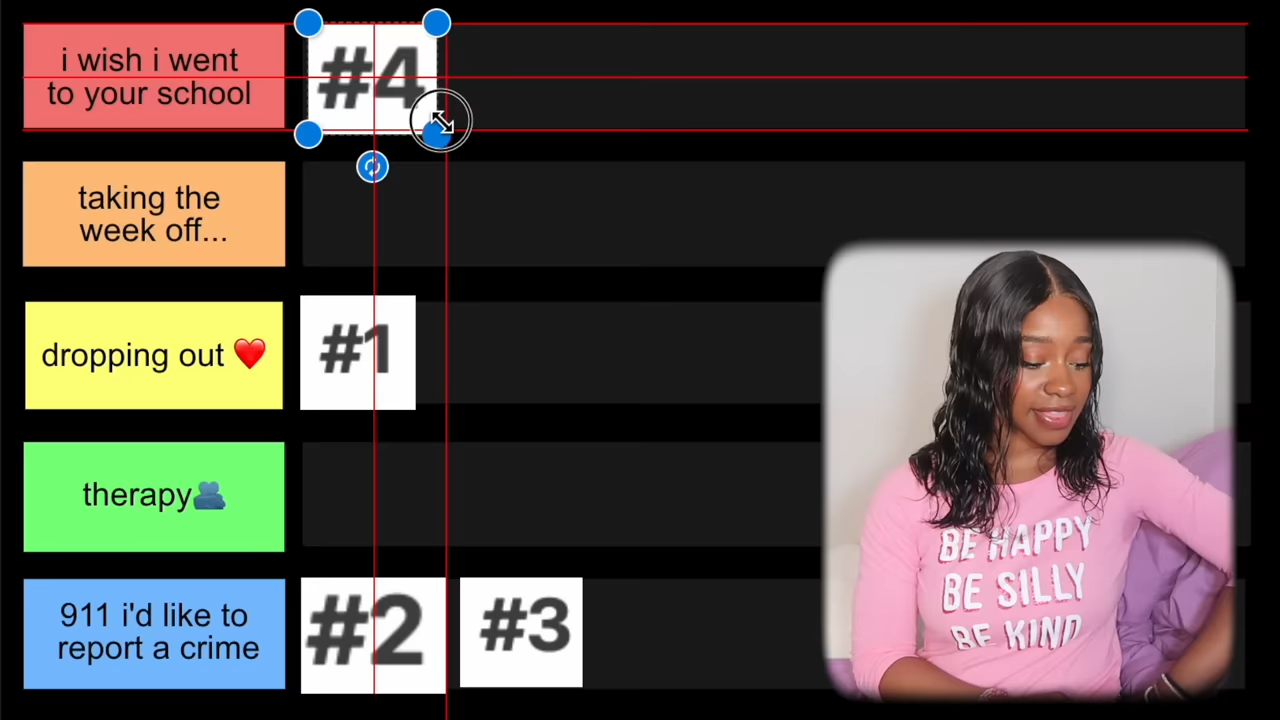 i wish i went
to your school
#4
taking the
week off...
dropping out ❤️
#1
therapy🫂
911 i'd like to
report a crime
#2
#3
BE HAPPY
BE SILLY
BE KIND